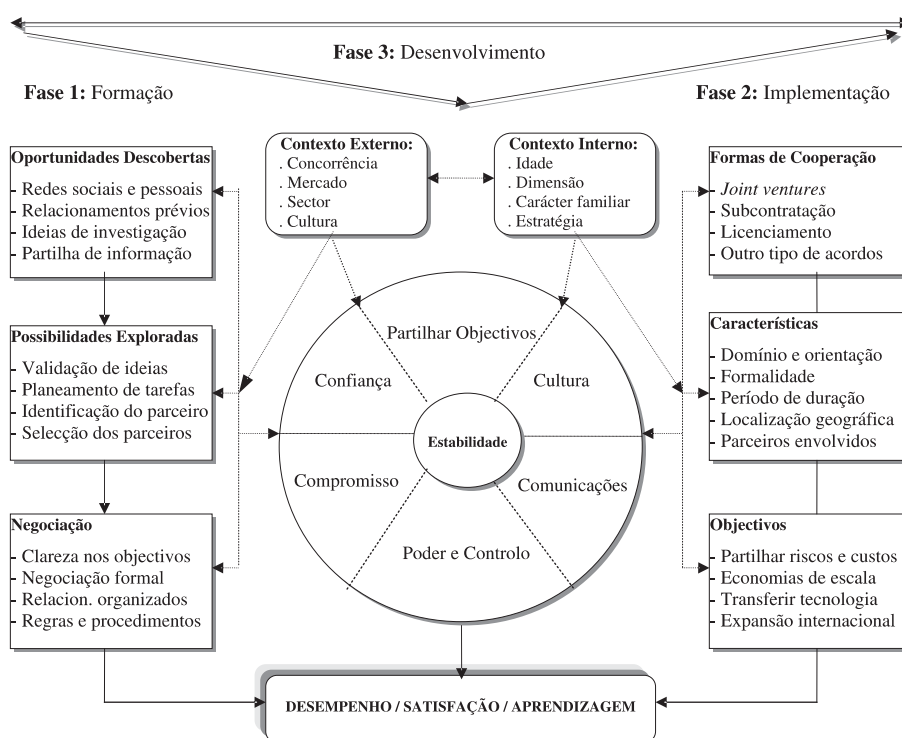 Fase 3: Desenvolvimento
Fase 1: Formação
Fase 2: Implementação
Oportunidades Descobertas
- Redes sociais e pessoais
- Relacionamentos prévios
- Ideias de investigação
- Partilha de informação
Contexto Externo:
. Concorrência
. Mercado
. Sector
. Cultura
Contexto Interno:
. Idade
. Dimensão
. Carácter familiar
. Estratégia
Formas de Cooperação
- Joint ventures
- Subcontratação
- Licenciamento
- Outro tipo de acordos
Possibilidades Exploradas
- Validação de ideias
- Planeamento de tarefas
- Identificação do parceiro
- Selecção dos parceiros
Partilhar Objectivos
Confiança
Cultura
Estabilidade
Compromisso
Comunicações
Poder e Controlo
Características
- Domínio e orientação
- Formalidade
- Período de duração
- Localização geográfica
- Parceiros envolvidos
Negociação
- Clareza nos objectivos
- Negociação formal
- Relacion. organizados
- Regras e procedimentos
Objectivos
- Partilhar riscos e custos
- Economias de escala
- Transferir tecnologia
- Expansão internacional
DESEMPENHO / SATISFAÇÃO / APRENDIZAGEM